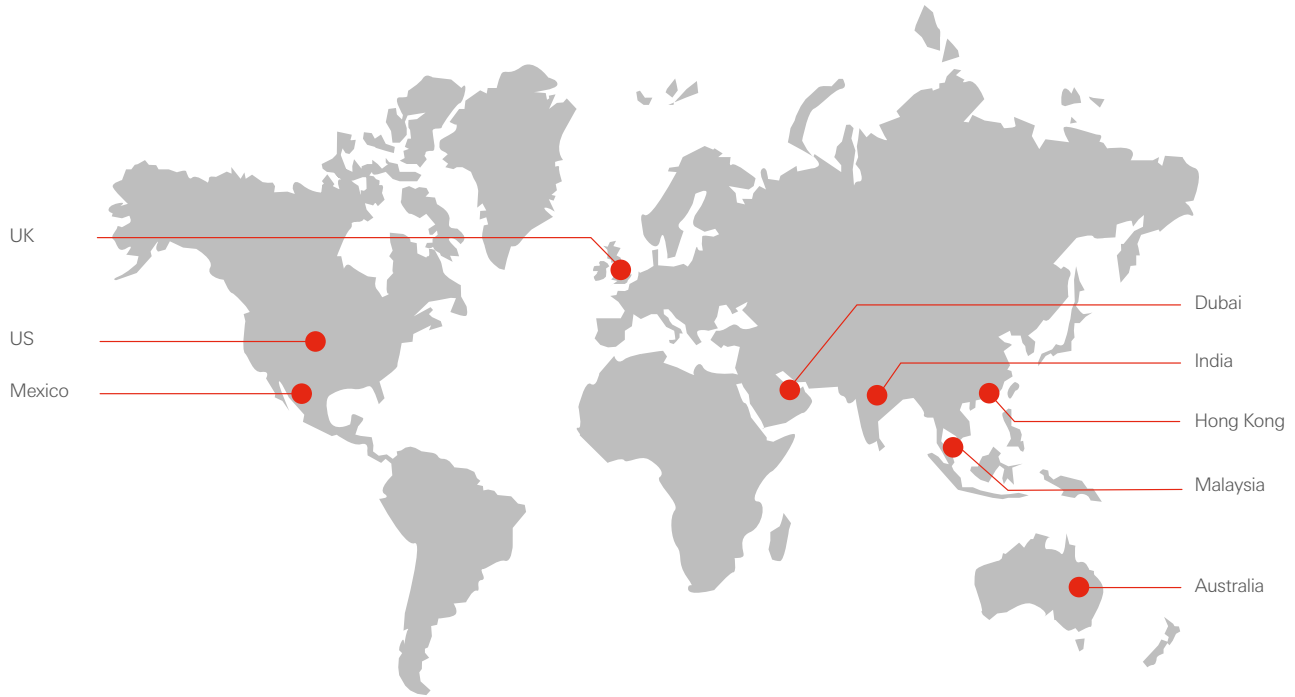 UK
US
Mexico
Dubai
India
Hong Kong
Malaysia
Australia